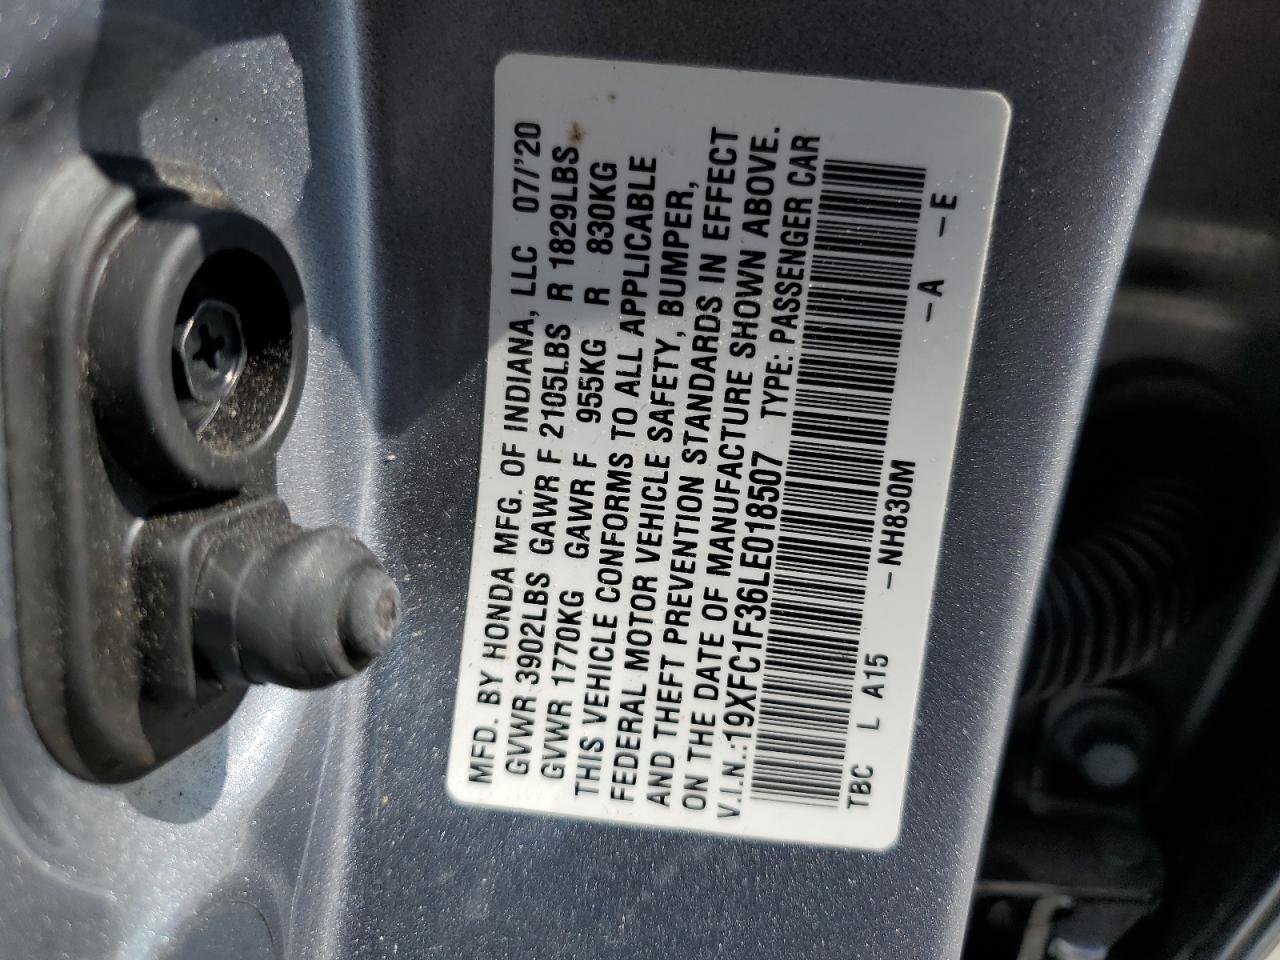 MFD. BY HONDA MFG. OF INDIANA, LLC 07/'20
GVWR 3902LBS GAWR F 2105LBS R 1829LBS
GVWR 1770KG GAWR F 955KG, R 830KG
THIS VEHICLE CONFORMS TO ALL APPLICABLE
FEDERAL MOTOR VEHICLE SAFETY, BUMPER,
AND THEFT PREVENTION STANDARDS IN EFFECT
ON THE DATE OF MANUFACTURE SHOWN ABOVE.
V.I.N.:19XFC1F36LE018507 TYPE: PASSENGER CAR
TBC L A15 -NH830M -A -E